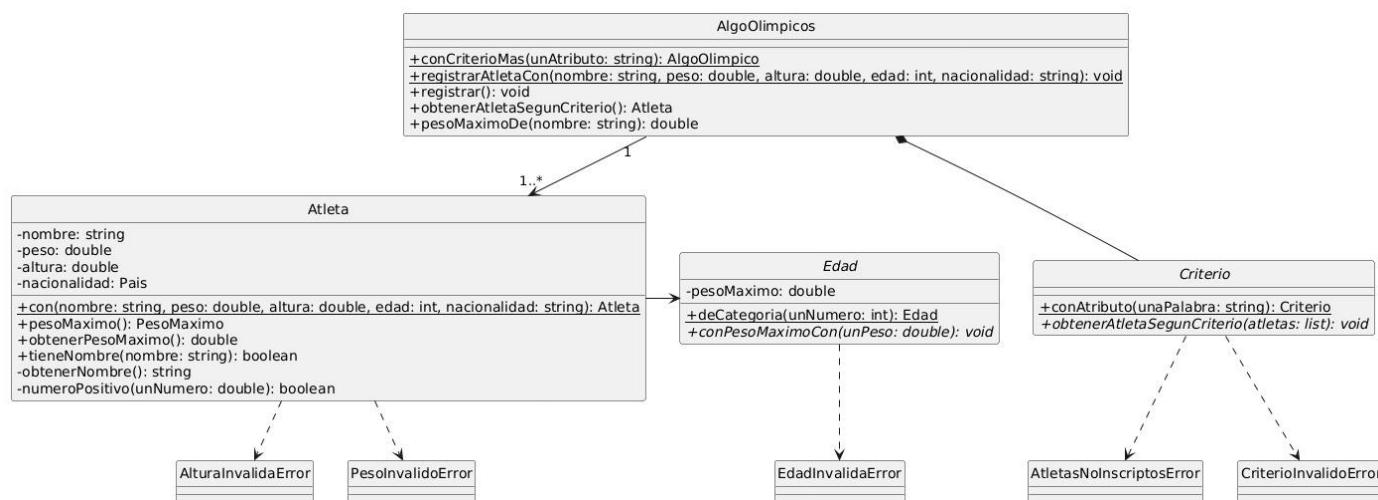 AlgoOlimpicos
+conCriterioMas(unAtributo: string): AlgoOlimpico
+registrarAtletaCon(nombre: string, peso: double, altura: double, edad: int, nacionalidad: string): void
+registrar(): void
+obtenerAtletaSegunCriterio(): Atleta
+pesoMaximoDe(nombre: string): double
1
1..*
Atleta
-nombre: string
-peso: double
-altura: double
-nacionalidad: Pais
+con(nombre: string, peso: double, altura: double, edad: int, nacionalidad: string): Atleta
+pesoMaximo(): PesoMaximo
+obtenerPesoMaximo(): double
+tieneNombre(nombre: string): boolean
-obtenerNombre(): string
-numeroPositivo(unNumero: double): boolean
Edad
-pesoMaximo: double
+deCategoria(unNumero: int): Edad
+conPesoMaximoCon(unPeso: double): void
Criterio
+conAtributo(unaPalabra: string): Criterio
+obtenerAtletaSegunCriterio(atletas: list): void
AlturaInvalidaError
PesoInvalidoError
EdadInvalidaError
AtletasNoInscriptosError
CriterioInvalidoError